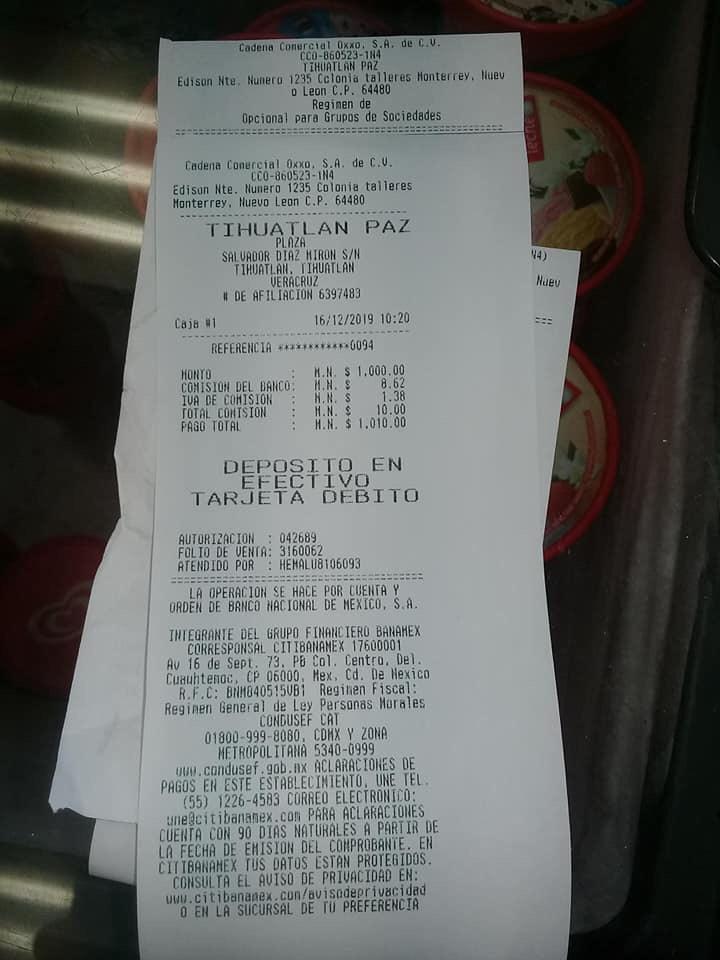 Cadena Comercial Oxxo, S.A. de C.V.
CCO-860523-1N4
TIHUATLAN PAZ
Edison Nte. Numero 1235 Colonia talleres Monterrey, Nuev
o Leon C.P. 64480
Regimen de
Opcional para Grupos de Sociedades
Cadena Comercial Oxxo, S.A. de C.V.
CCO-860523-1N4
Edison Nte. Numero 1235 Colonia talleres
Monterrey, Nuevo Leon C.P. 64480
TIHUATLAN PAZ
PLAZA
SALVADOR DIAZ MIRON S/N
TIHUATLAN, TIHUATLAN
VERACRUZ
# DE AFILIACION 6397483
Caja #1 16/12/2019 10:20
REFERENCIA ************0094
MONTO : M.N. $ 1,000.00
COMISION DEL BANCO: M.N. $ 8.62
IVA DE COMISION : M.N. $ 1.38
TOTAL COMISION : M.N. $ 10.00
PAGO TOTAL : M.N. $ 1,010.00
DEPOSITO EN
EFECTIVO
TARJETA DEBITO
AUTORIZACION : 042689
FOLIO DE VENTA: 3160062
ATENDIDO POR : HEMALU8106093
LA OPERACION SE HACE POR CUENTA Y
ORDEN DE BANCO NACIONAL DE MEXICO, S.A.
INTEGRANTE DEL GRUPO FINANCIERO BANAMEX
CORRESPONSAL CITIBANAMEX 17600001
Av 16 de Sept. 73, PB Col. Centro, Del.
Cuauhtemoc, CP 06000, Mex, Cd. De Mexico
R.F.C: BNM840515VB1 Regimen Fiscal:
Regimen General de Ley Personas Morales
CONDUSEF CAT
01800-999-8080, CDMX Y ZONA
METROPOLITANA 5340-0999
www.condusef.gob.mx ACLARACIONES DE
PAGOS EN ESTE ESTABLECIMIENTO, UNE TEL.
(55) 1226-4583 CORREO ELECTRONICO:
une@citibanamex.com PARA ACLARACIONES
CUENTA CON 90 DIAS NATURALES A PARTIR DE
LA FECHA DE EMISION DEL COMPROBANTE. EN
CITIBANAMEX TUS DATOS ESTAN PROTEGIDOS.
CONSULTA EL AVISO DE PRIVACIDAD EN:
www.citibanamex.com/avisodeprivacidad
O EN LA SUCURSAL DE TU PREFERENCIA
N4)
Nuev
leche